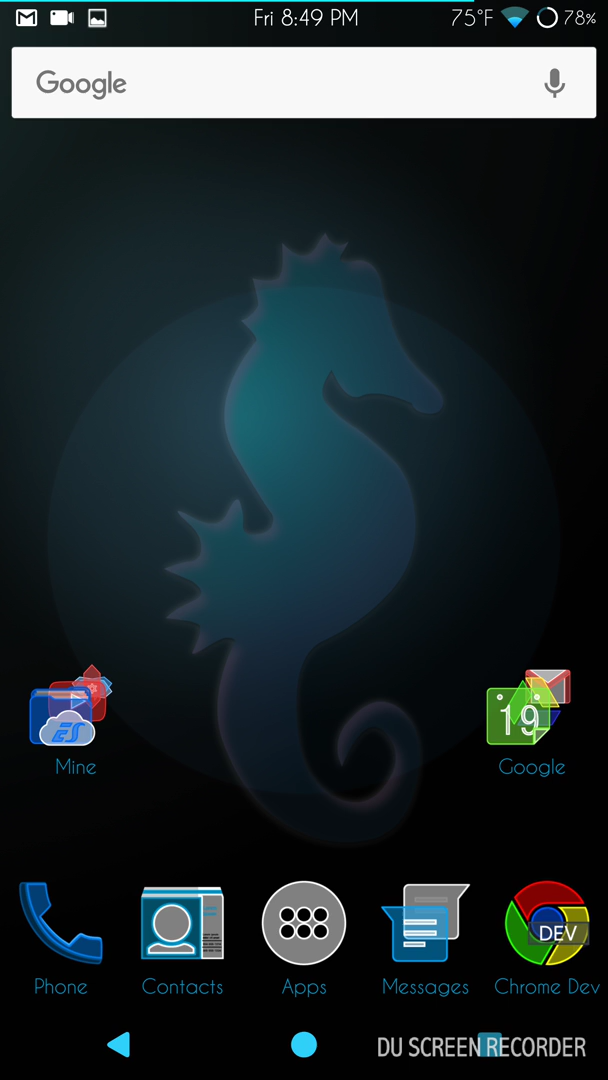 Fri 8:49 PM 75°F 78%
Google
ES
19
Mine Google
DEV
Phone Contacts Apps Messages Chrome Dev
DU SCREEN RECORDER